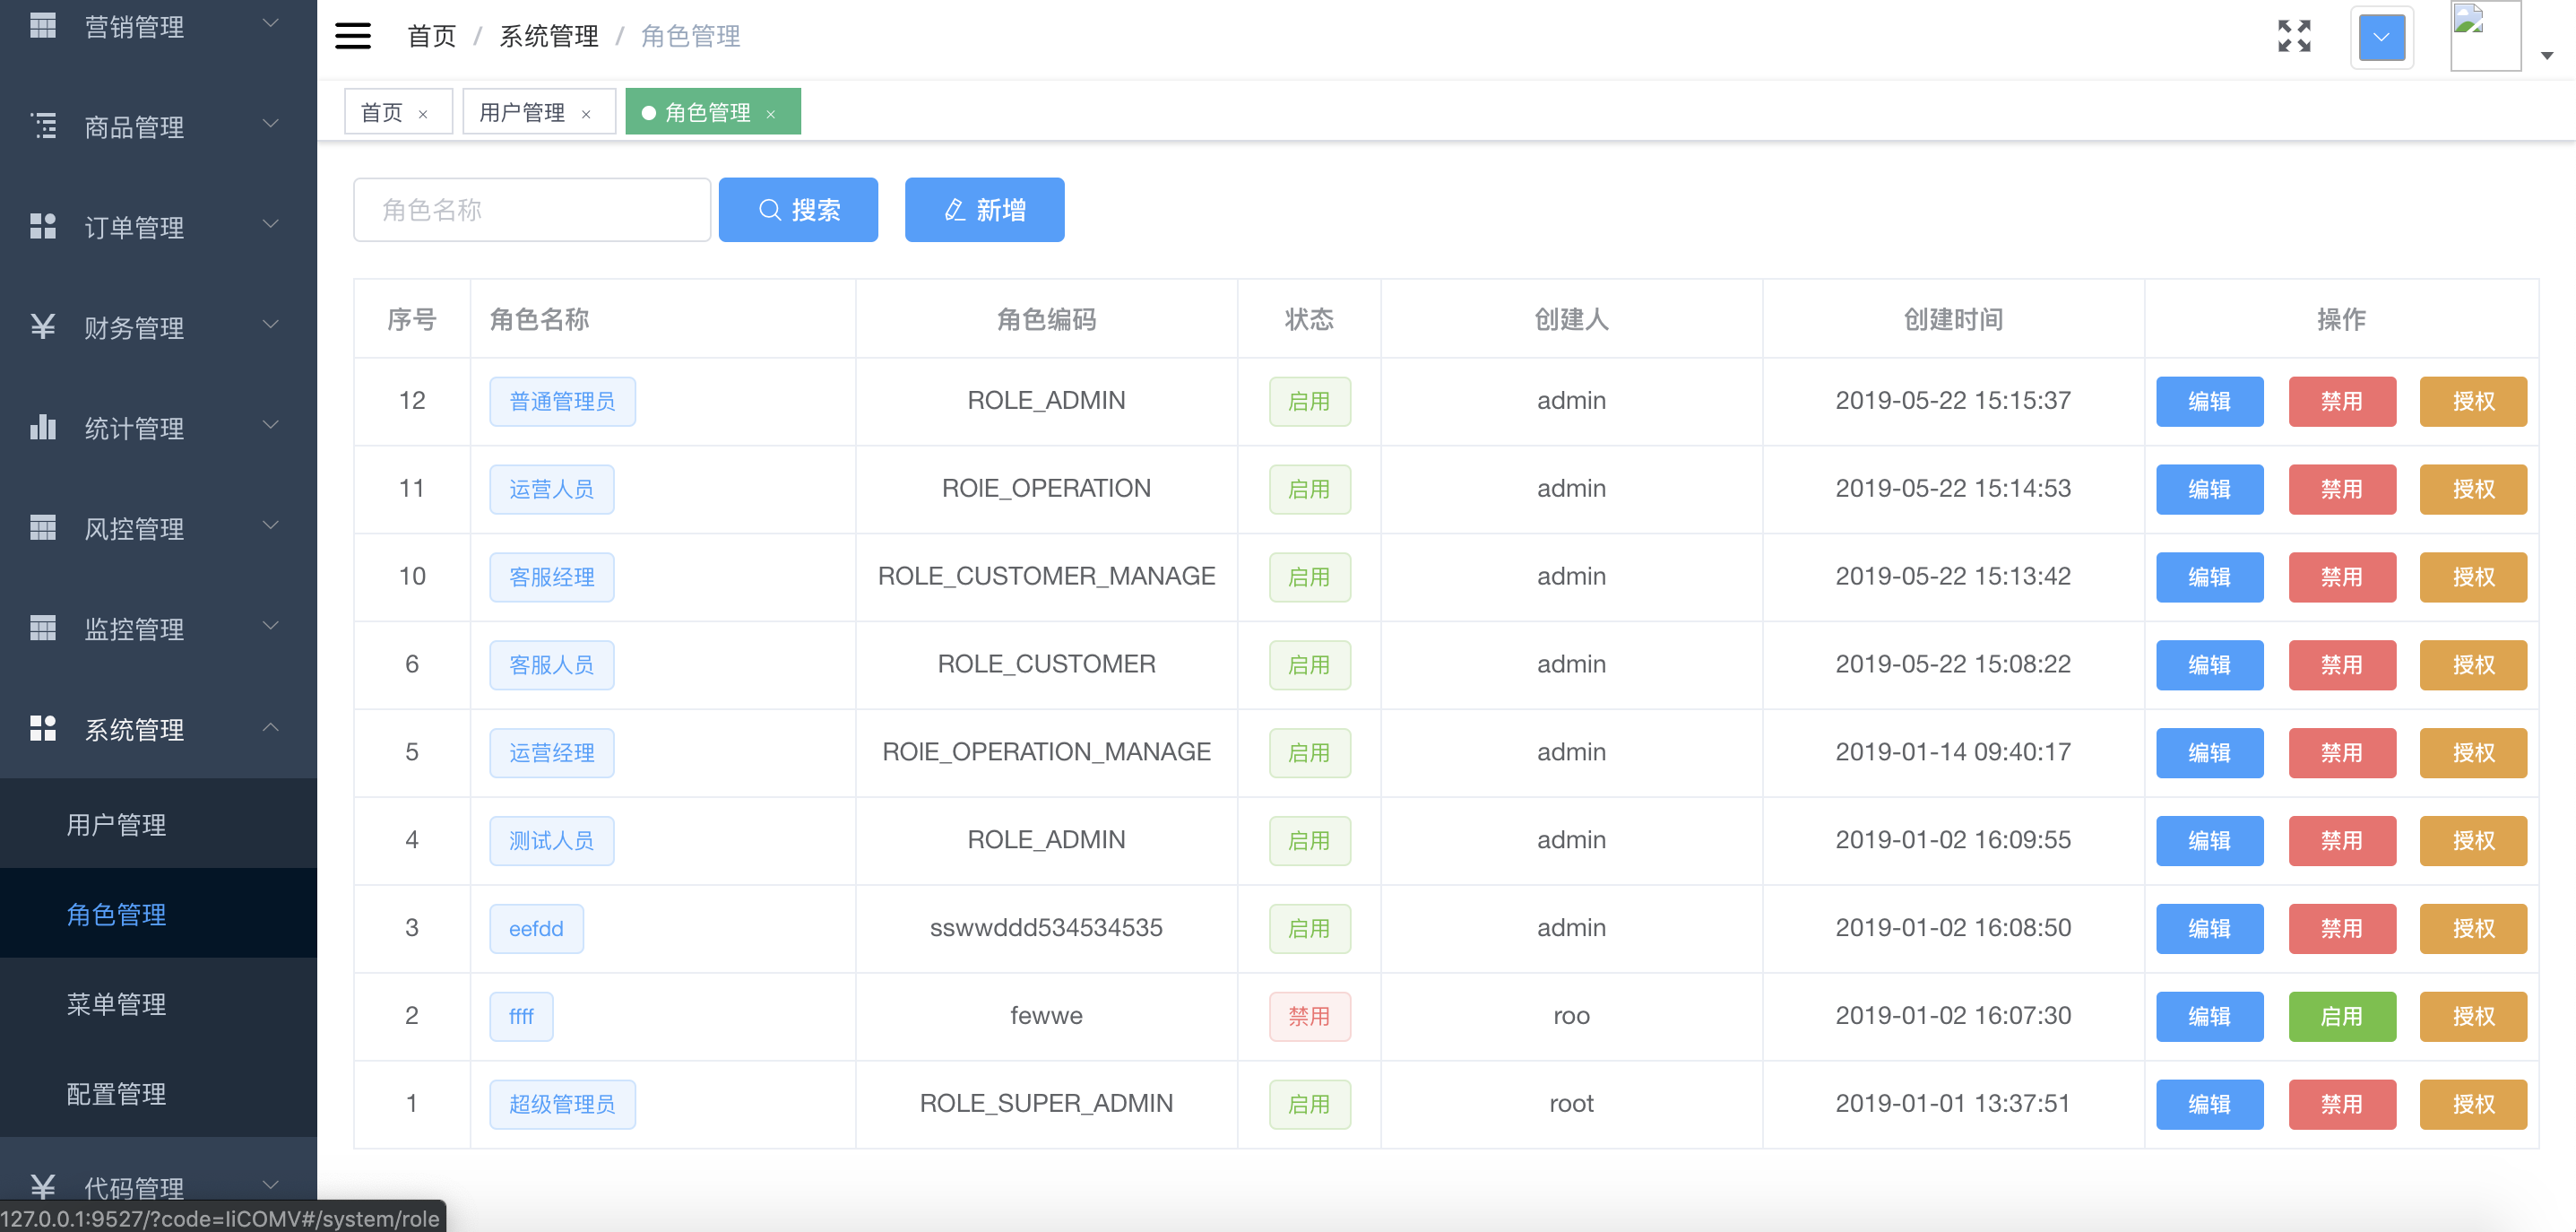 营销管理
商品管理
订单管理
¥ 财务管理
统计管理
风控管理
监控管理
系统管理
用户管理
角色管理
菜单管理
配置管理
¥ 代码管理
127.0.0.1:9527/?code=IiCOMV#/system/role
首页 / 系统管理 / 角色管理
首页 × 用户管理 × 角色管理 ×
角色名称 搜索 新增
序号 角色名称 角色编码 状态 创建人 创建时间 操作
12 普通管理员 ROLE_ADMIN 启用 admin 2019-05-22 15:15:37 编辑 禁用 授权
11 运营人员 ROlE_OPERATION 启用 admin 2019-05-22 15:14:53 编辑 禁用 授权
10 客服经理 ROLE_CUSTOMER_MANAGE 启用 admin 2019-05-22 15:13:42 编辑 禁用 授权
6 客服人员 ROLE_CUSTOMER 启用 admin 2019-05-22 15:08:22 编辑 禁用 授权
5 运营经理 ROlE_OPERATION_MANAGE 启用 admin 2019-01-14 09:40:17 编辑 禁用 授权
4 测试人员 ROLE_ADMIN 启用 admin 2019-01-02 16:09:55 编辑 禁用 授权
3 eefdd sswwddd534534535 启用 admin 2019-01-02 16:08:50 编辑 禁用 授权
2 ffff fewwe 禁用 roo 2019-01-02 16:07:30 编辑 启用 授权
1 超级管理员 ROLE_SUPER_ADMIN 启用 root 2019-01-01 13:37:51 编辑 禁用 授权